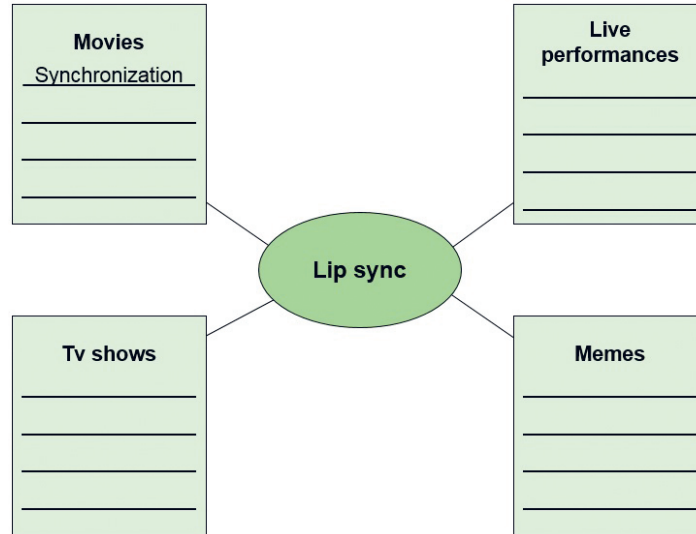 Movies
Synchronization
Live
performances
Lip sync
Tv shows
Memes